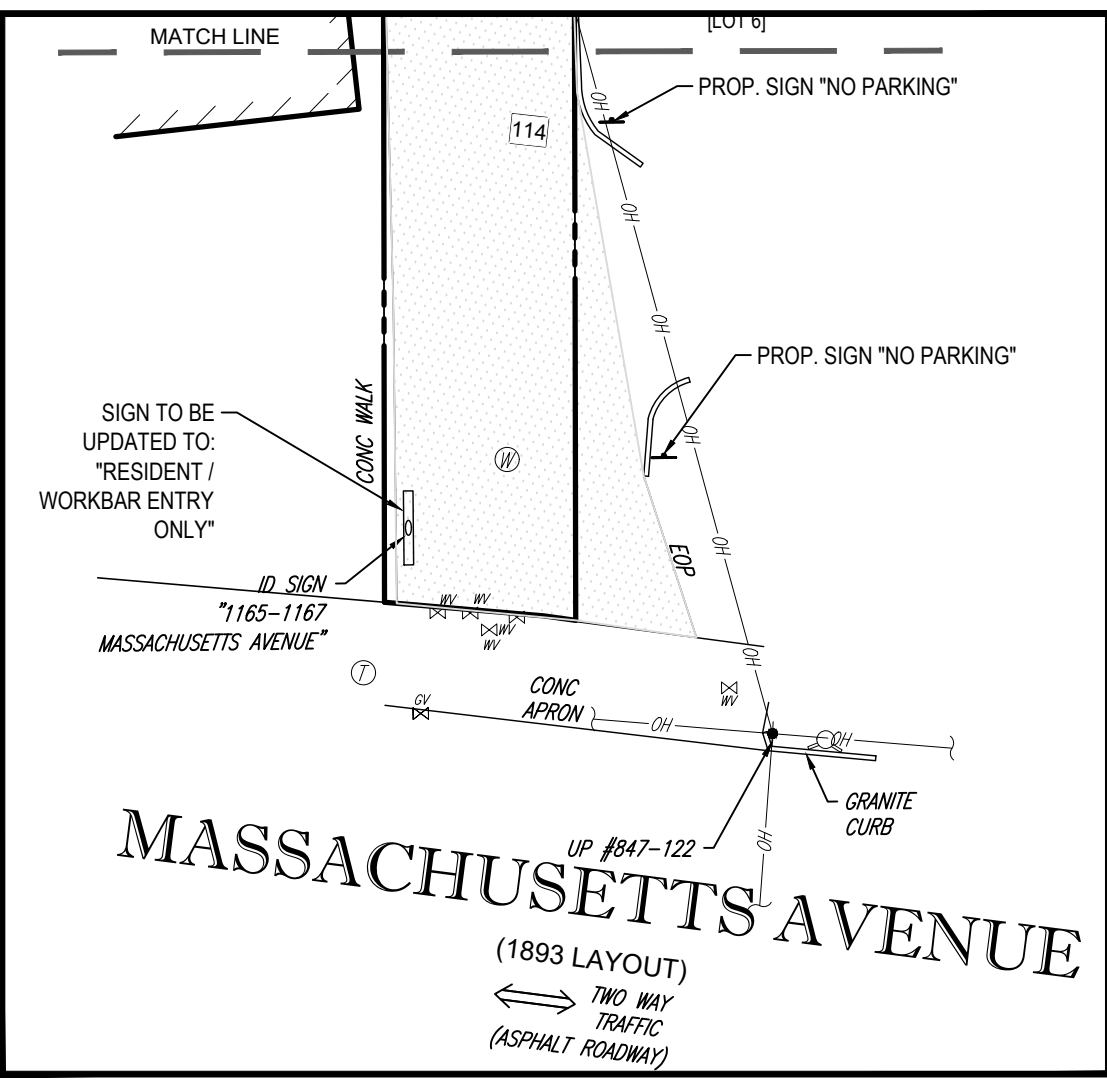 MATCH LINE
[LOT 6]
PROP. SIGN "NO PARKING"
OH
114
OH
OH
PROP. SIGN "NO PARKING"
CONC WALK
SIGN TO BE
UPDATED TO:
"RESIDENT /
WORKBAR ENTRY
ONLY"
OH
W
OH
EOP
ID SIGN
"1165-1167
MASSACHUSETTS AVENUE"
WV
WV
WV
WV
OH
T
CONC
APRON
WV
GV
OH
OH
GRANITE
CURB
UP #847-122
OH
MASSACHUSETTS AVENUE
(1893 LAYOUT)
TWO WAY
TRAFFIC
(ASPHALT ROADWAY)